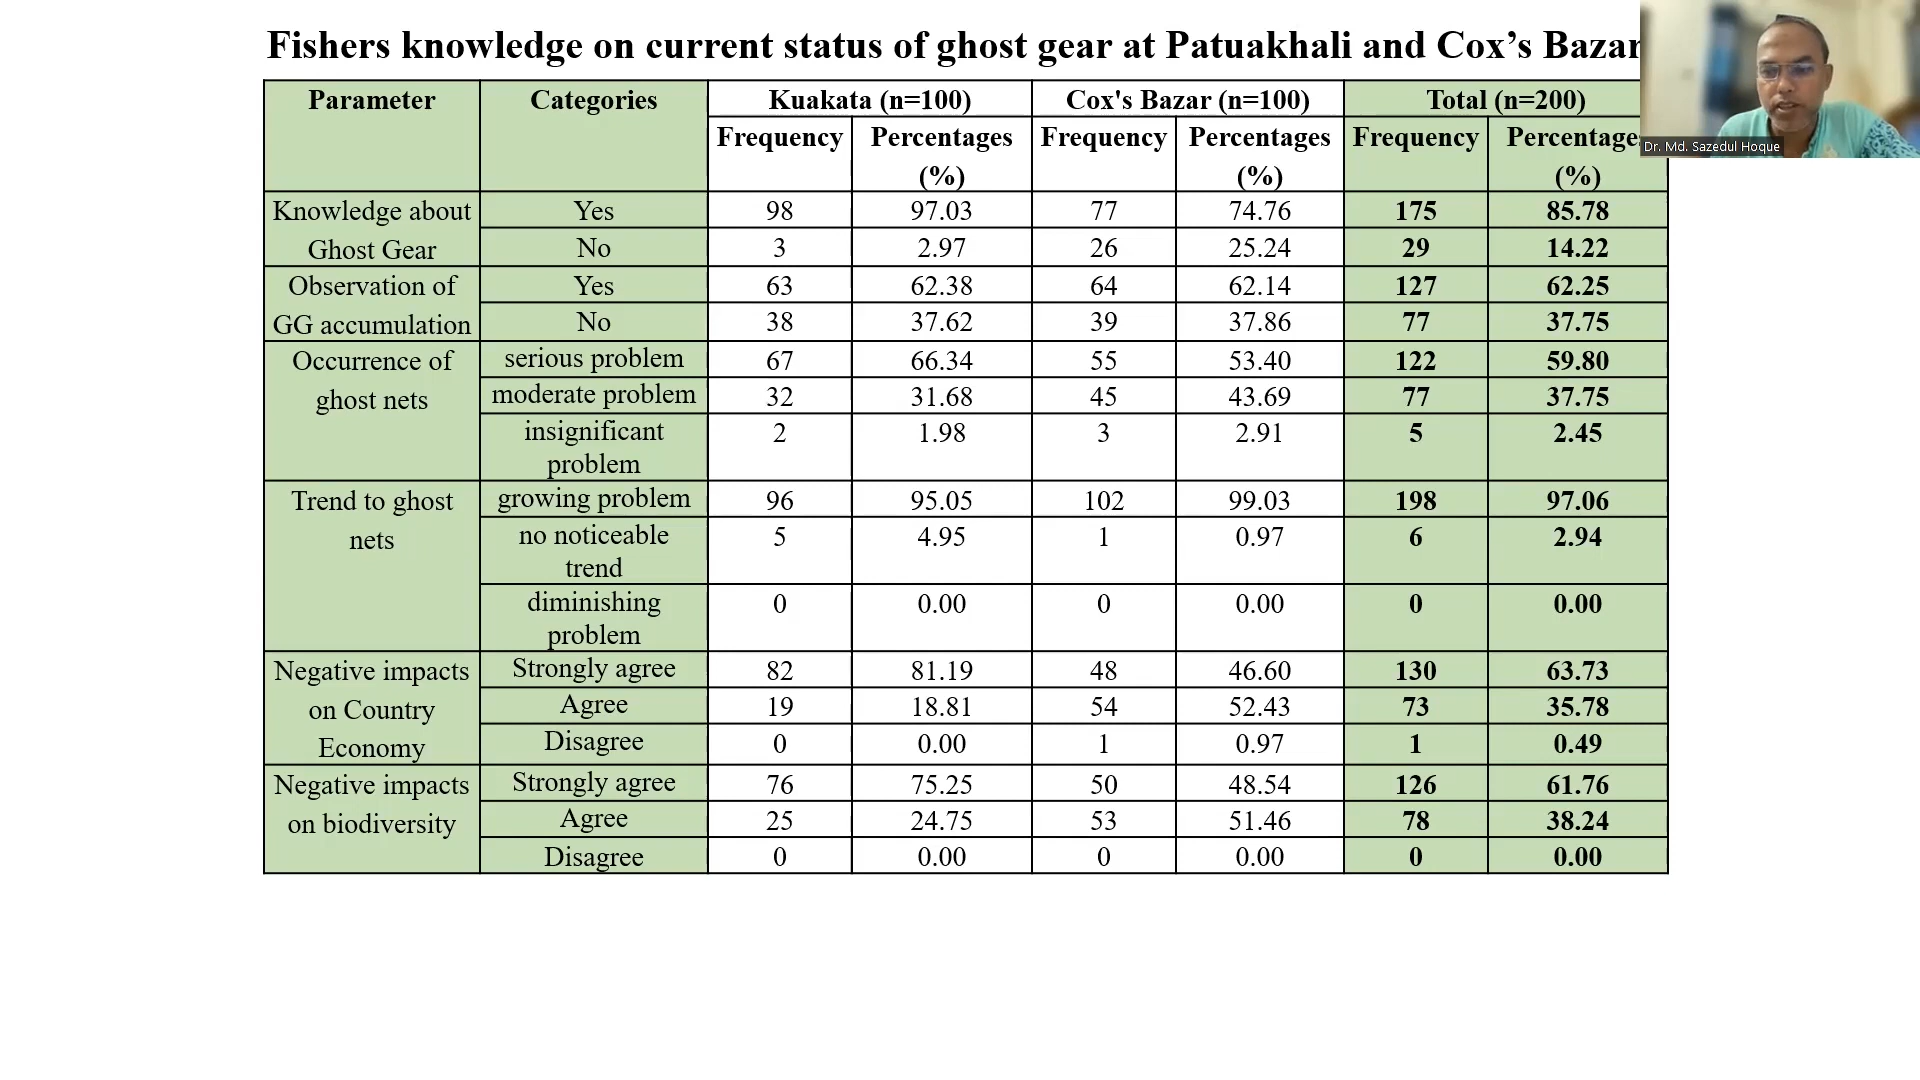 Fishers knowledge on current status of ghost gear at Patuakhali and Cox’s Bazar
Parameter Categories Kuakata (n=100) Cox's Bazar (n=100) Total (n=200)
Frequency Percentages (%) Frequency Percentages (%) Frequency Percentages (%)
Knowledge about Ghost Gear Yes 98 97.03 77 74.76 175 85.78
No 3 2.97 26 25.24 29 14.22
Observation of GG accumulation Yes 63 62.38 64 62.14 127 62.25
No 38 37.62 39 37.86 77 37.75
Occurrence of ghost nets serious problem 67 66.34 55 53.40 122 59.80
moderate problem 32 31.68 45 43.69 77 37.75
insignificant problem 2 1.98 3 2.91 5 2.45
Trend to ghost nets growing problem 96 95.05 102 99.03 198 97.06
no noticeable trend 5 4.95 1 0.97 6 2.94
diminishing problem 0 0.00 0 0.00 0 0.00
Negative impacts on Country Economy Strongly agree 82 81.19 48 46.60 130 63.73
Agree 19 18.81 54 52.43 73 35.78
Disagree 0 0.00 1 0.97 1 0.49
Negative impacts on biodiversity Strongly agree 76 75.25 50 48.54 126 61.76
Agree 25 24.75 53 51.46 78 38.24
Disagree 0 0.00 0 0.00 0 0.00
Dr. Md. Sazedul Hoque